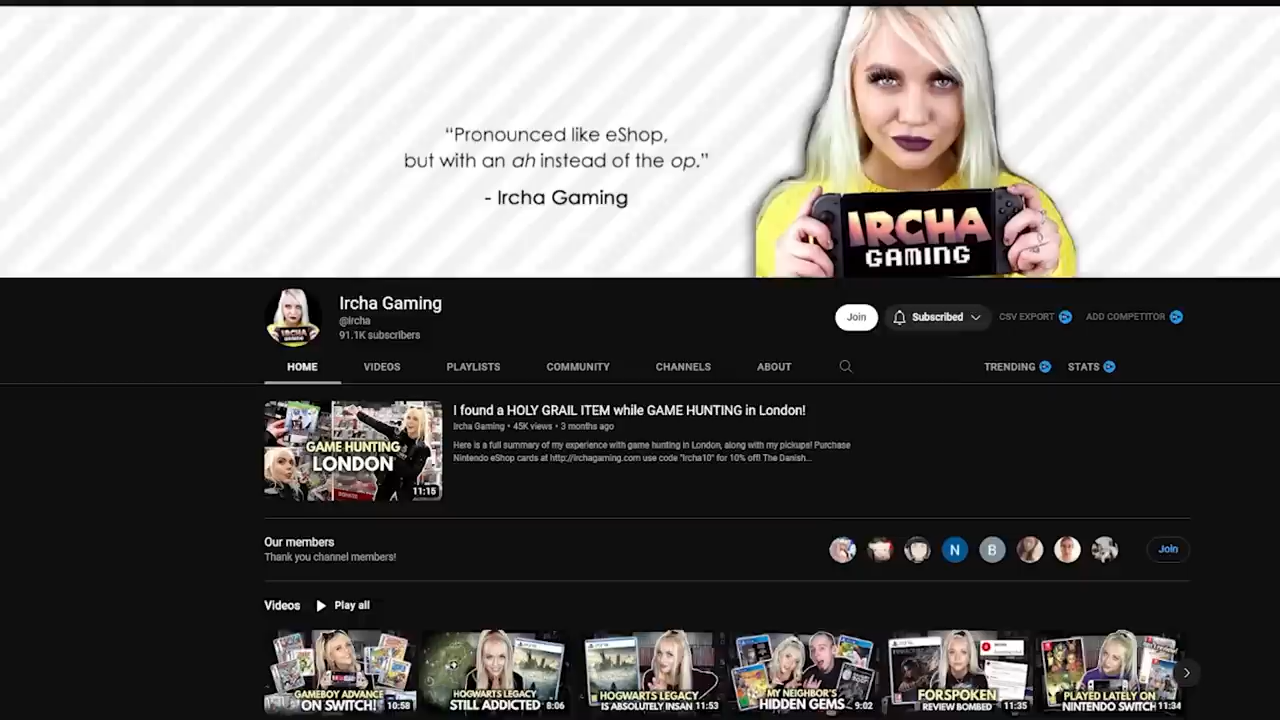 “Pronounced like eShop,
but with an ah instead of the op.”
- Ircha Gaming
IRCHA
GAMING
Ircha Gaming
@Ircha
91.1K subscribers
Join
Subscribed
CSV EXPORT
ADD COMPETITOR
HOME
VIDEOS
PLAYLISTS
COMMUNITY
CHANNELS
ABOUT
TRENDING
STATS
GAME HUNTING
LONDON
11:15
I found a HOLY GRAIL ITEM while GAME HUNTING in London!
Ircha Gaming • 45K views • 3 months ago
Here is a full summary of my experience with game hunting in London, along with my pickups! Purchase
Nintendo eShop cards at http://irchagaming.com use code "Ircha10" for 10% off! The Danish...
Our members
Thank you channel members!
N
B
Join
Videos
Play all
GAMEBOY ADVANCE
ON SWITCH!
10:58
HOGWARTS LEGACY
STILL ADDICTED
8:06
HOGWARTS LEGACY
IS ABSOLUTELY INSAN
11:53
MY NEIGHBOR'S
HIDDEN GEMS
9:02
FORSPOKEN
REVIEW BOMBED
11:35
PLAYED LATELY ON
NINTENDO SWITCH
11:34